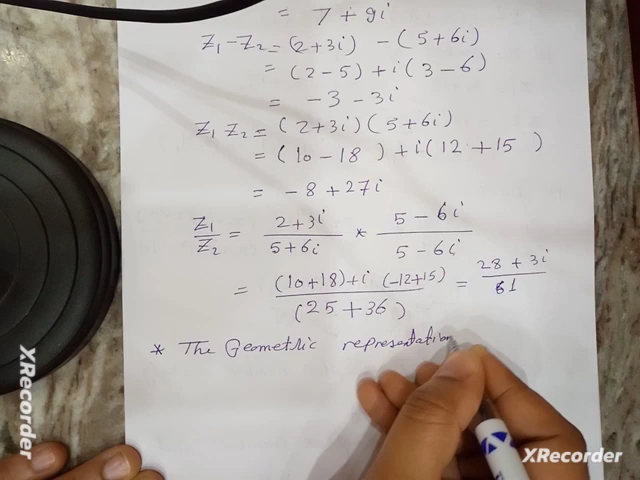 = 7 + 9i
Z₁ - Z₂ = (2+3i) - (5+6i)
= (2-5) + i(3-6)
= -3 - 3i
Z₁ Z₂ = (2+3i)(5+6i)
= (10-18) + i(12+15)
= -8 + 27i
Z₁/Z₂ = (2+3i)/(5+6i) * (5-6i)/(5-6i)
= ((10+18)+i(-12+15))/(25+36) = (28+3i)/61
* The Geometric representation
XRecorder
XRecorder